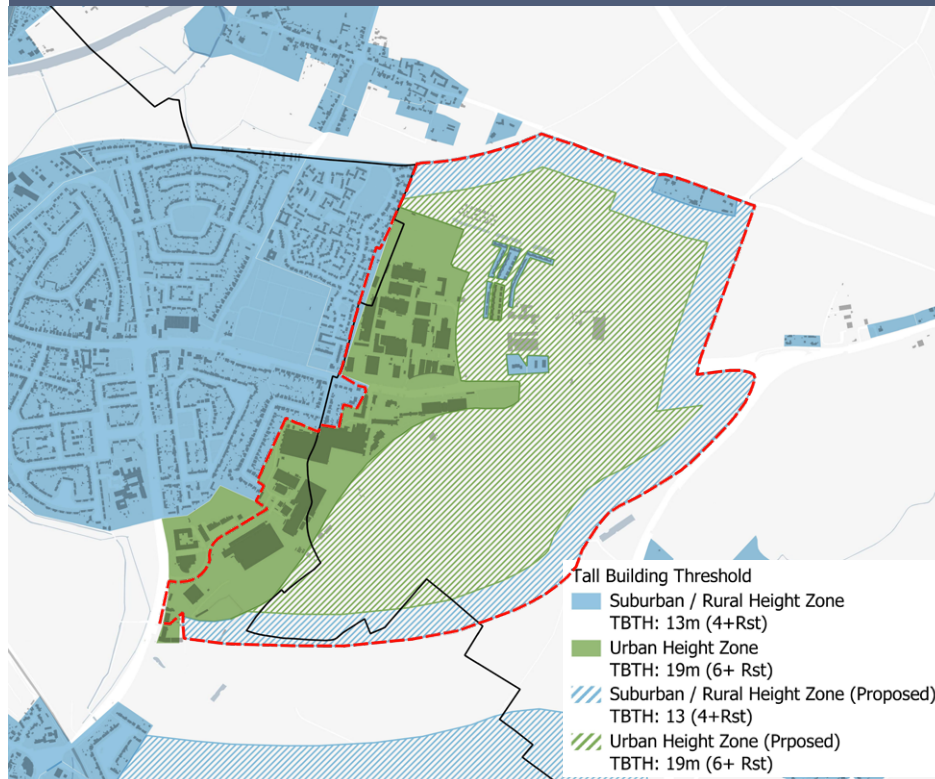 Tall Building Threshold
Suburban / Rural Height Zone
TBTH: 13m (4+Rst)
Urban Height Zone
TBTH: 19m (6+ Rst)
Suburban / Rural Height Zone (Proposed)
TBTH: 13 (4+Rst)
Urban Height Zone (Prposed)
TBTH: 19m (6+ Rst)